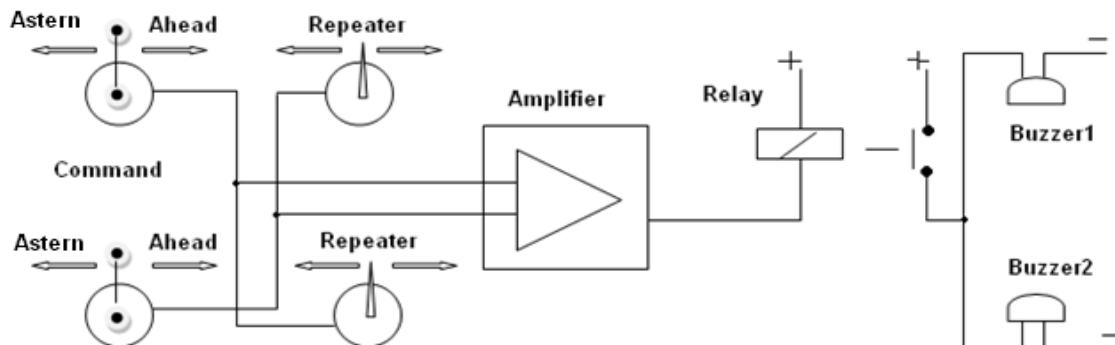 Astern Ahead Repeater
Amplifier
Relay
+ + −
Buzzer1
Command
Astern Ahead Repeater
Buzzer2
−